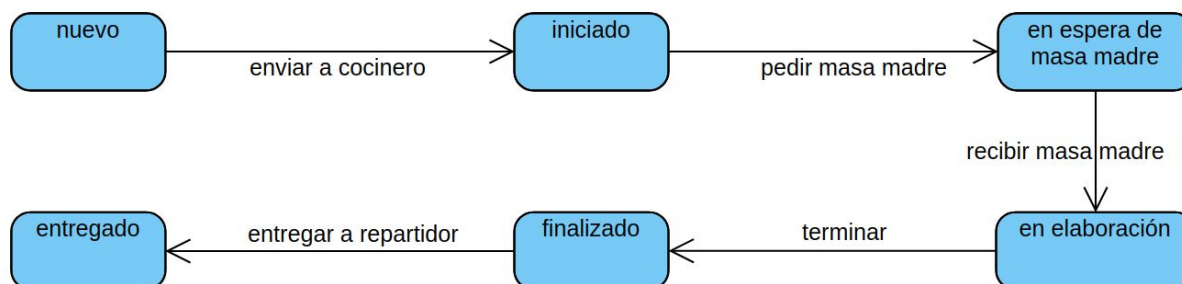 nuevo
enviar a cocinero
iniciado
pedir masa madre
en espera de
masa madre
recibir masa madre
en elaboración
terminar
finalizado
entregar a repartidor
entregado